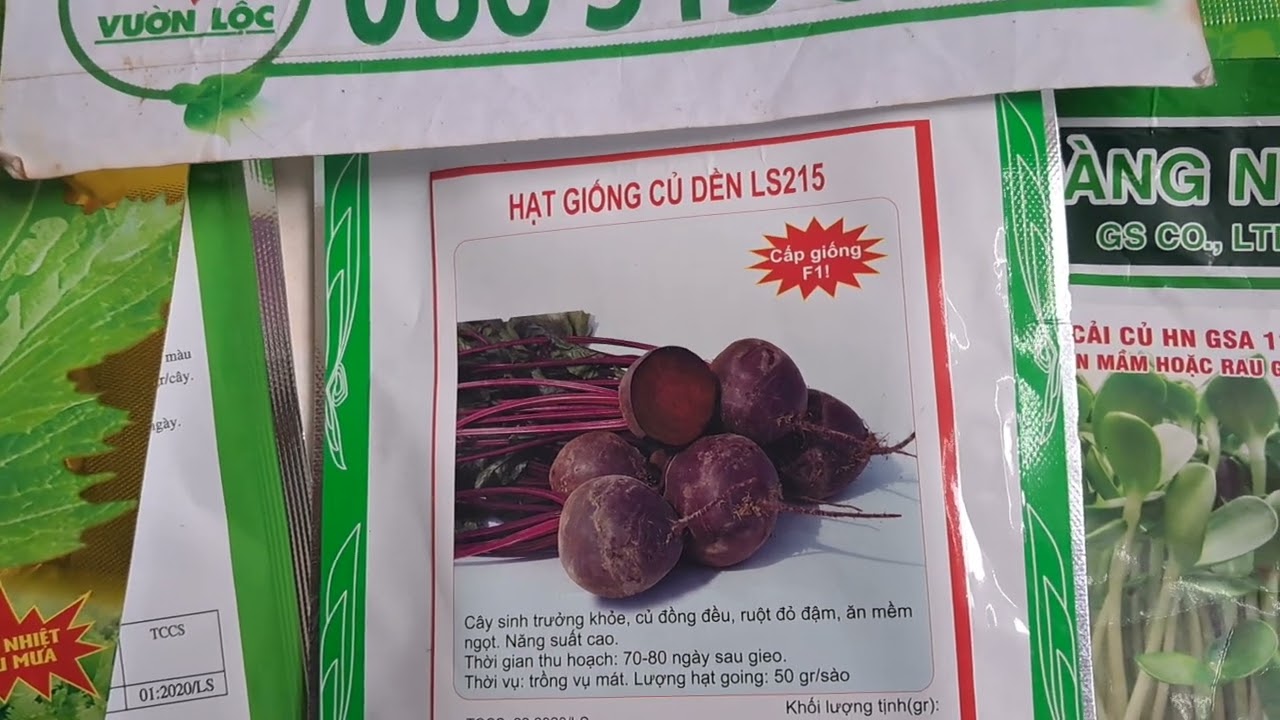 VƯỜN LỘC
HẠT GIỐNG CỦ DỀN LS215
Cấp giống
F1!
Cây sinh trưởng khỏe, củ đồng đều, ruột đỏ đậm, ăn mềm
ngọt. Năng suất cao.
Thời gian thu hoạch: 70-80 ngày sau gieo.
Thời vụ: trồng vụ mát. Lượng hạt going: 50 gr/sào
Khối lượng tịnh(gr):
màu
r/cây.
ngày.
NHIỆT
MƯA
TCCS
01:2020/LS
ÀNG N
GS CO., LT
CẢI CỦ HN GSA 1
N MẦM HOẶC RAU G